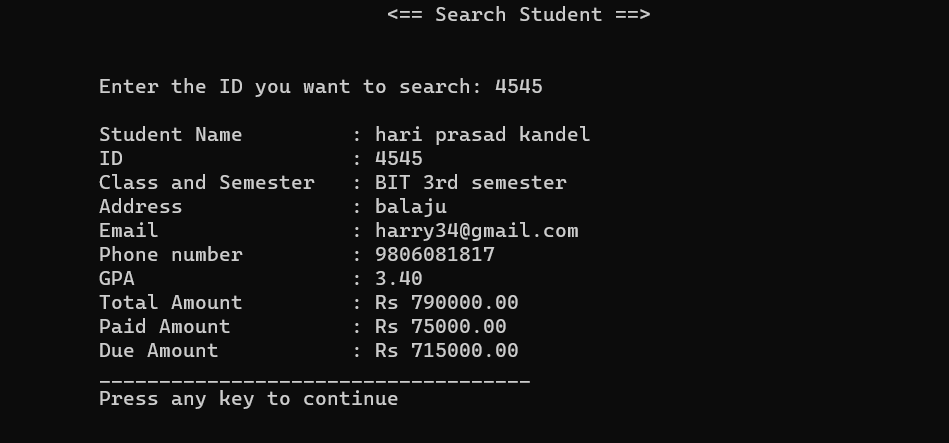 <== Search Student ==>
Enter the ID you want to search: 4545
Student Name : hari prasad kandel
ID : 4545
Class and Semester : BIT 3rd semester
Address : balaju
Email : harry34@gmail.com
Phone number : 9806081817
GPA : 3.40
Total Amount : Rs 790000.00
Paid Amount : Rs 75000.00
Due Amount : Rs 715000.00
____________________________________
Press any key to continue